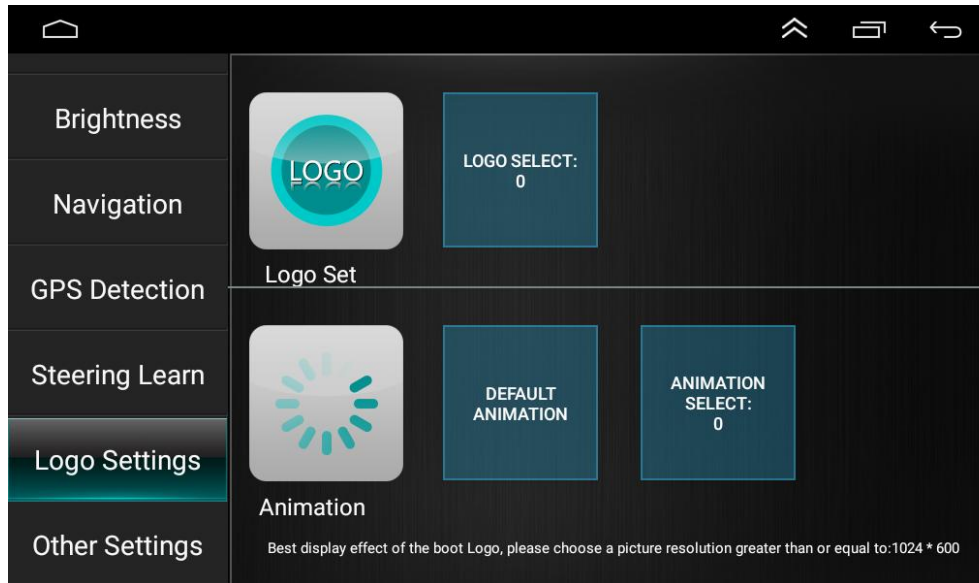 Brightness
Navigation
GPS Detection
Steering Learn
Logo Settings
Other Settings
LOGO
Logo Set
LOGO SELECT:
0
Animation
DEFAULT
ANIMATION
ANIMATION
SELECT:
0
Best display effect of the boot Logo, please choose a picture resolution greater than or equal to:1024 * 600